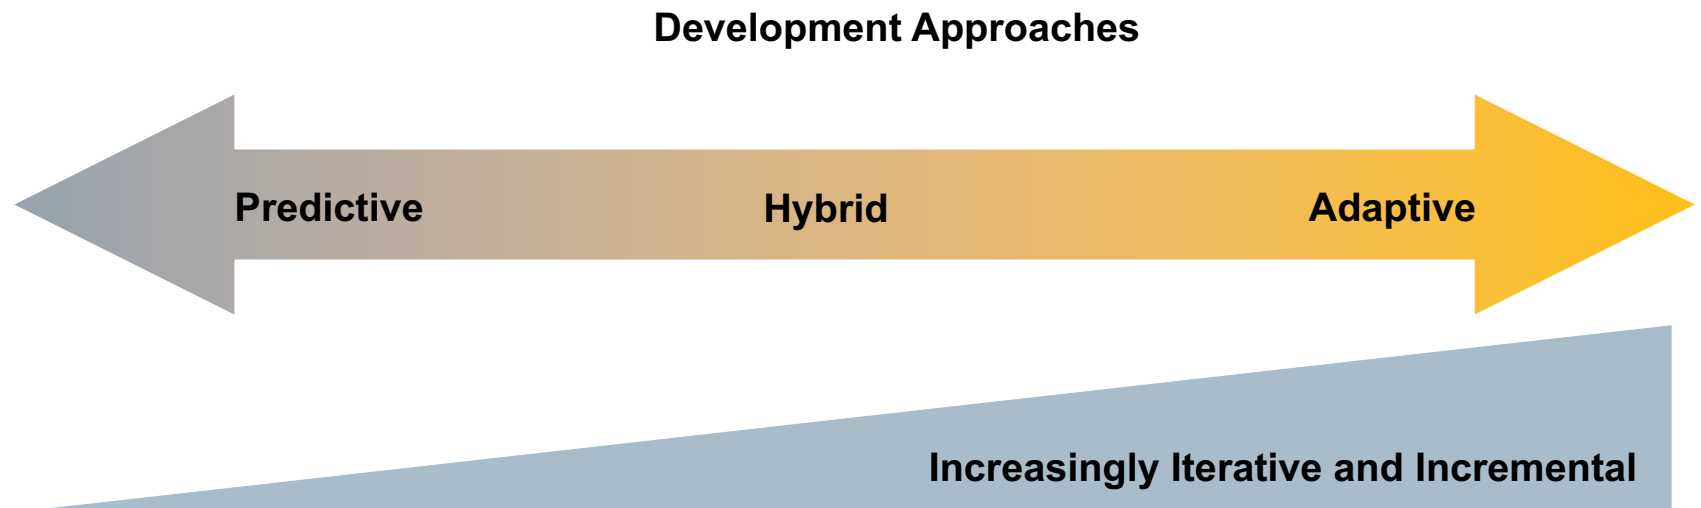 Development Approaches
Predictive
Hybrid
Adaptive
Increasingly Iterative and Incremental